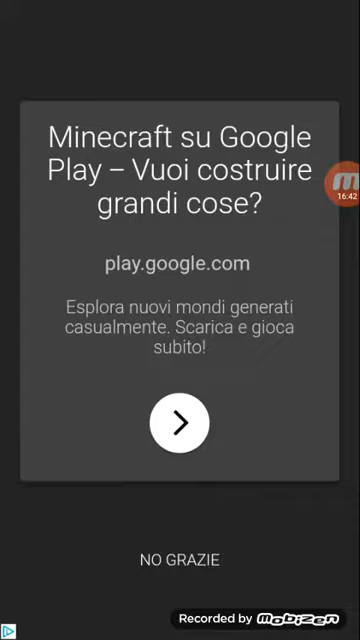 Minecraft su Google
Play – Vuoi costruire
grandi cose?
16:42
play.google.com
Esplora nuovi mondi generati
casualmente. Scarica e gioca
subito!
NO GRAZIE
Recorded by mobizen